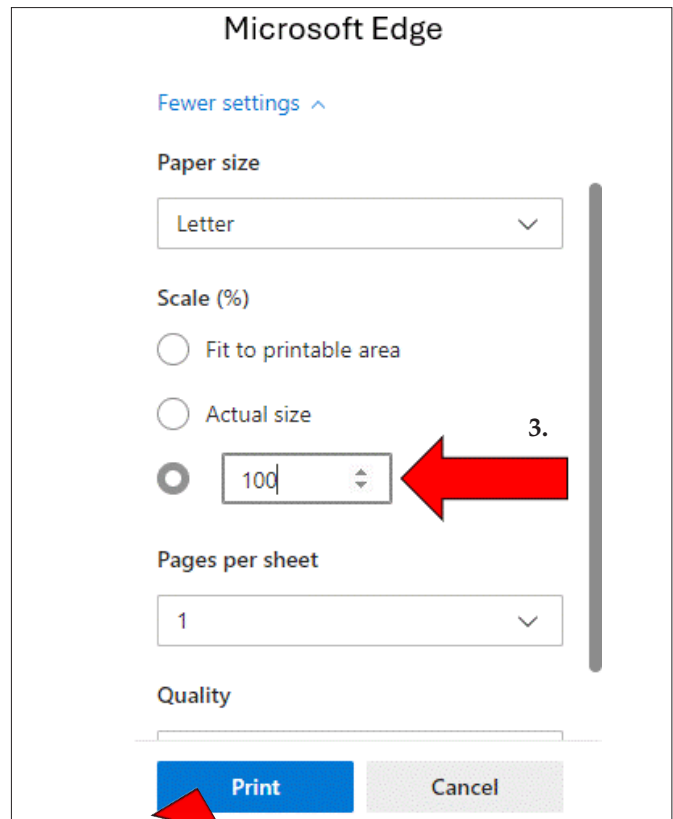 Microsoft Edge
Fewer settings
Paper size
Letter
Scale (%)
Fit to printable area
Actual size
3.
100
Pages per sheet
1
Quality
Print Cancel